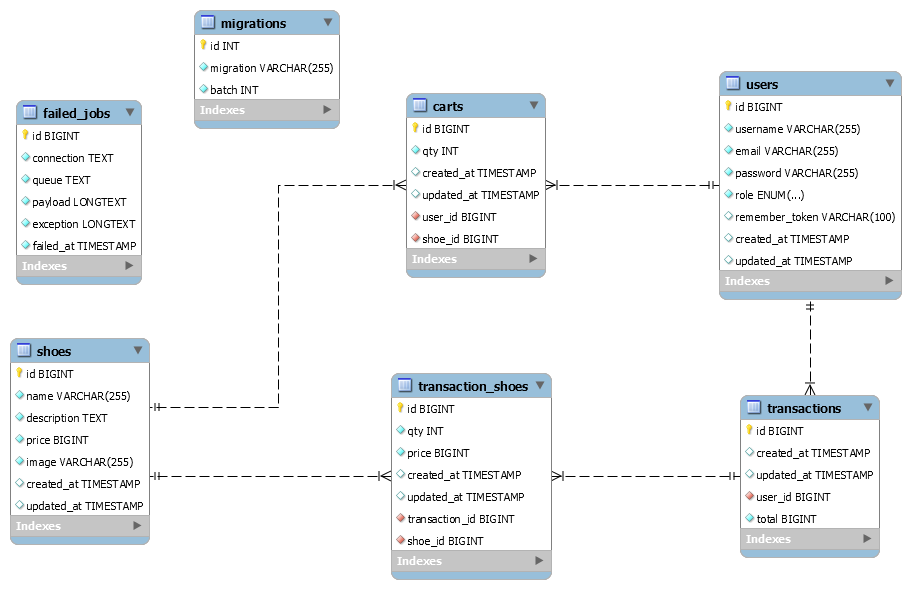 migrations
id INT
migration VARCHAR(255)
batch INT
Indexes
failed_jobs
id BIGINT
connection TEXT
queue TEXT
payload LONGTEXT
exception LONGTEXT
failed_at TIMESTAMP
Indexes
carts
id BIGINT
qty INT
created_at TIMESTAMP
updated_at TIMESTAMP
user_id BIGINT
shoe_id BIGINT
Indexes
users
id BIGINT
username VARCHAR(255)
email VARCHAR(255)
password VARCHAR(255)
role ENUM(...)
remember_token VARCHAR(100)
created_at TIMESTAMP
updated_at TIMESTAMP
Indexes
shoes
id BIGINT
name VARCHAR(255)
description TEXT
price BIGINT
image VARCHAR(255)
created_at TIMESTAMP
updated_at TIMESTAMP
Indexes
transaction_shoes
id BIGINT
qty INT
price BIGINT
created_at TIMESTAMP
updated_at TIMESTAMP
transaction_id BIGINT
shoe_id BIGINT
Indexes
transactions
id BIGINT
created_at TIMESTAMP
updated_at TIMESTAMP
user_id BIGINT
total BIGINT
Indexes